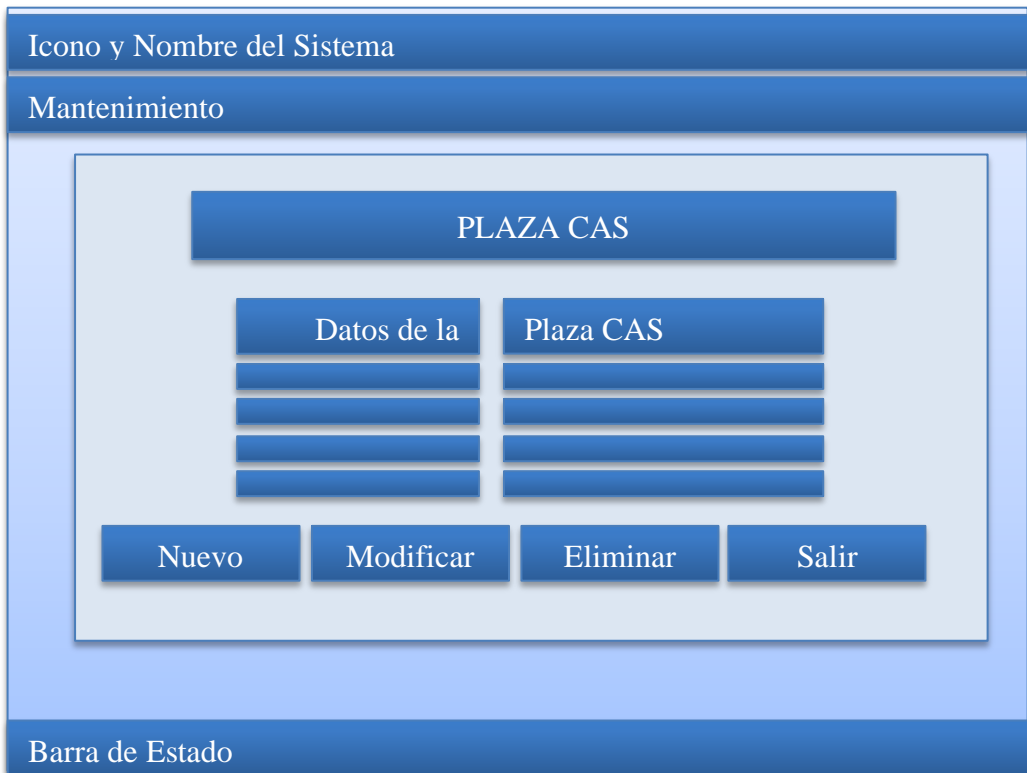 Icono y Nombre del Sistema
Mantenimiento
PLAZA CAS
Datos de la Plaza CAS
Nuevo Modificar Eliminar Salir
Barra de Estado